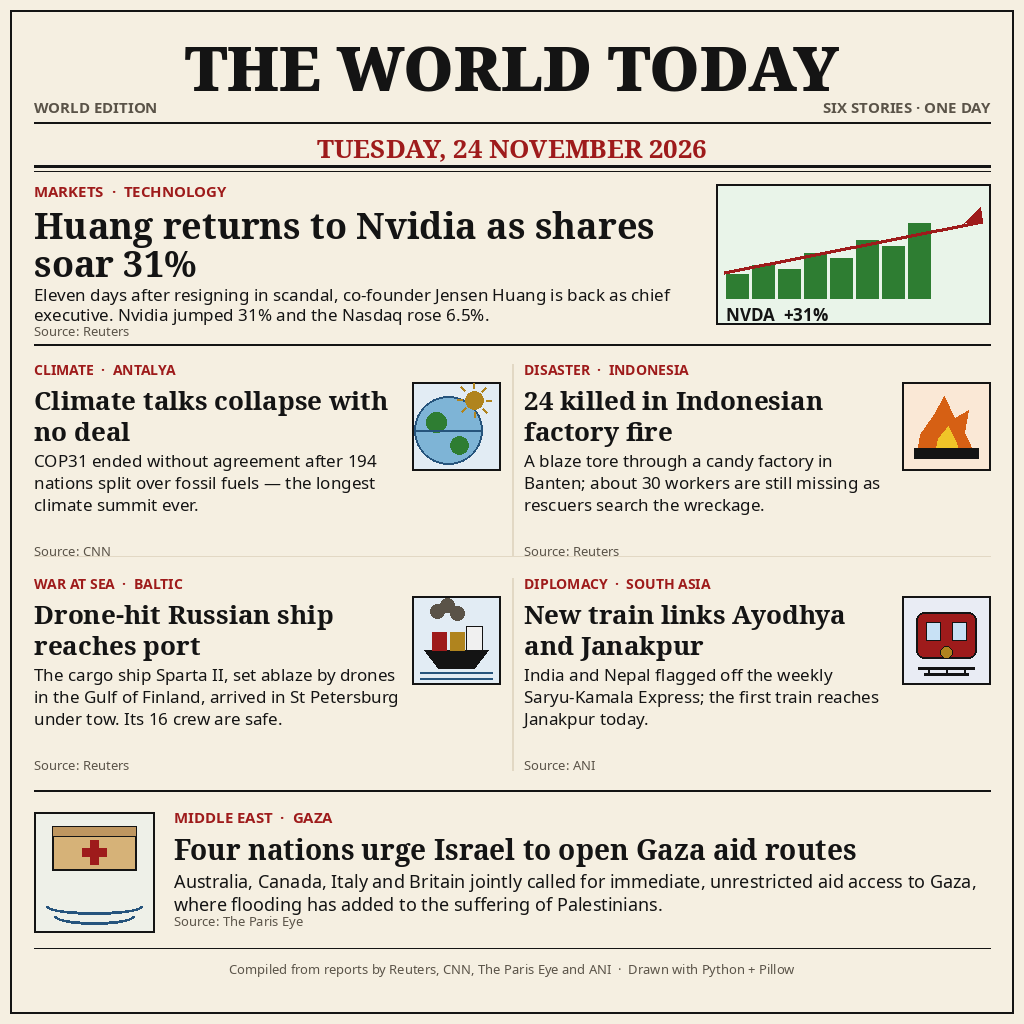 THE WORLD TODAY
WORLD EDITION
SIX STORIES · ONE DAY
TUESDAY, 24 NOVEMBER 2026
MARKETS · TECHNOLOGY
Huang returns to Nvidia as shares
soar 31%
Eleven days after resigning in scandal, co-founder Jensen Huang is back as chief
executive. Nvidia jumped 31% and the Nasdaq rose 6.5%.
Source: Reuters
NVDA +31%
CLIMATE · ANTALYA
Climate talks collapse with
no deal
COP31 ended without agreement after 194
nations split over fossil fuels — the longest
climate summit ever.
Source: CNN
DISASTER · INDONESIA
24 killed in Indonesian
factory fire
A blaze tore through a candy factory in
Banten; about 30 workers are still missing as
rescuers search the wreckage.
Source: Reuters
WAR AT SEA · BALTIC
Drone-hit Russian ship
reaches port
The cargo ship Sparta II, set ablaze by drones
in the Gulf of Finland, arrived in St Petersburg
under tow. Its 16 crew are safe.
Source: Reuters
DIPLOMACY · SOUTH ASIA
New train links Ayodhya
and Janakpur
India and Nepal flagged off the weekly
Saryu-Kamala Express; the first train reaches
Janakpur today.
Source: ANI
MIDDLE EAST · GAZA
Four nations urge Israel to open Gaza aid routes
Australia, Canada, Italy and Britain jointly called for immediate, unrestricted aid access to Gaza,
where flooding has added to the suffering of Palestinians.
Source: The Paris Eye
Compiled from reports by Reuters, CNN, The Paris Eye and ANI · Drawn with Python + Pillow